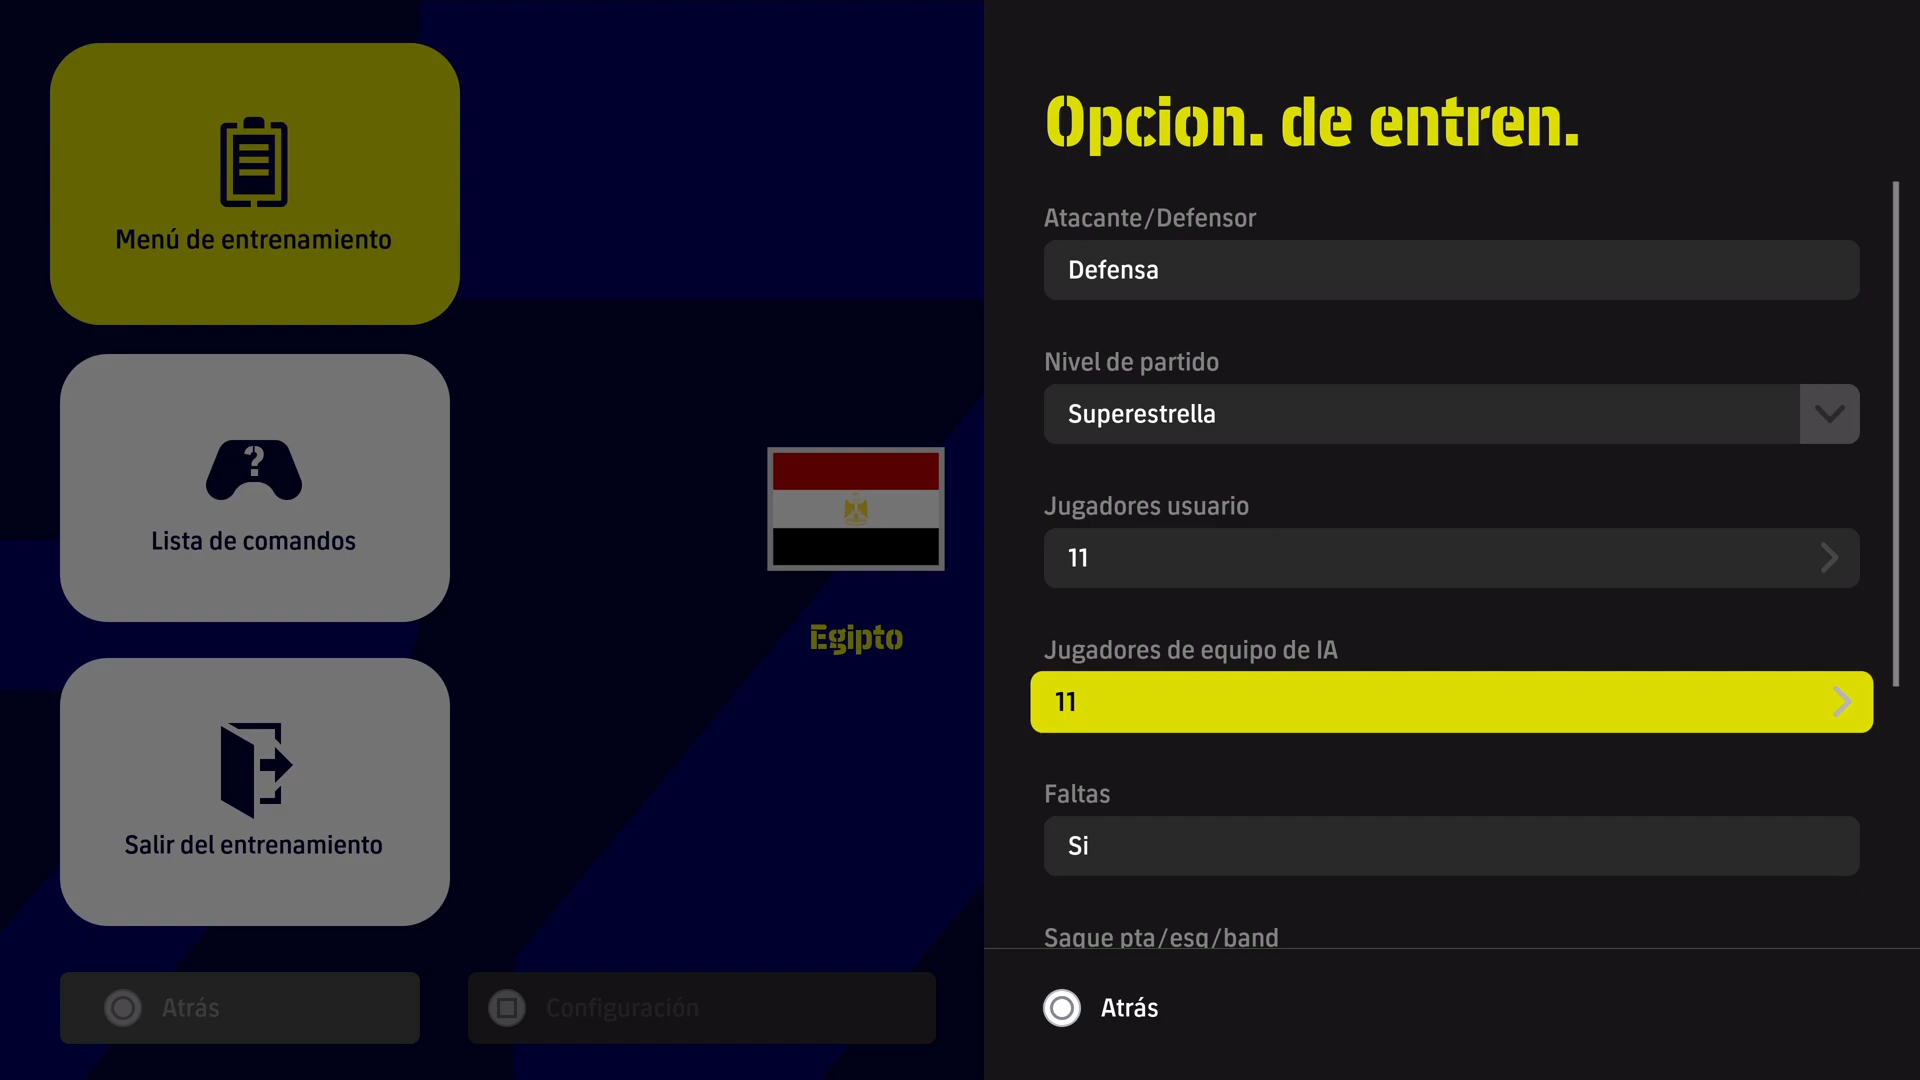 Menú de entrenamiento
Lista de comandos
Salir del entrenamiento
Egipto
Atrás
Configuración
Opcion. de entren.
Atacante/Defensor
Defensa
Nivel de partido
Superestrella
Jugadores usuario
11
Jugadores de equipo de IA
11
Faltas
Si
Saque pta/esq/band
Atrás